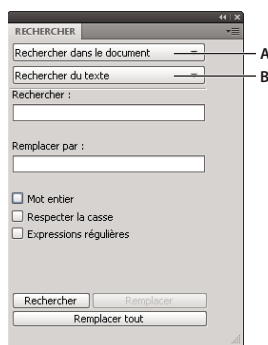 RECHERCHER
Rechercher dans le document A
Rechercher du texte B
Rechercher :
Remplacer par :
Mot entier
Respecter la casse
Expressions régulières
Rechercher Remplacer
Remplacer tout